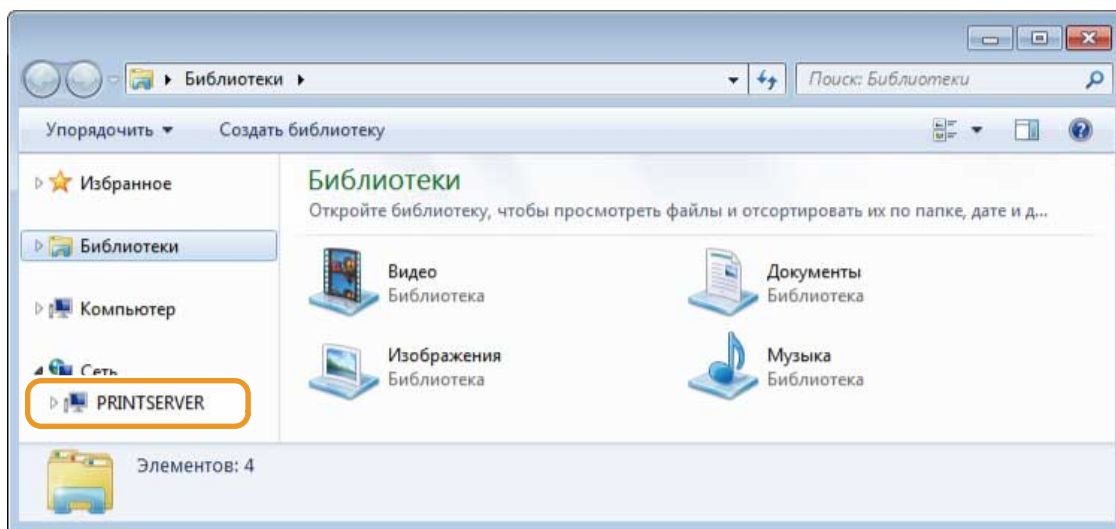 Библиотеки
Поиск: Библиотеки
Упорядочить
Создать библиотеку
Избранное
Библиотеки
Компьютер
Сеть
PRINTSERVER
Библиотеки
Откройте библиотеку, чтобы просмотреть файлы и отсортировать их по папке, дате и д...
Видео
Библиотека
Документы
Библиотека
Изображения
Библиотека
Музыка
Библиотека
Элементов: 4